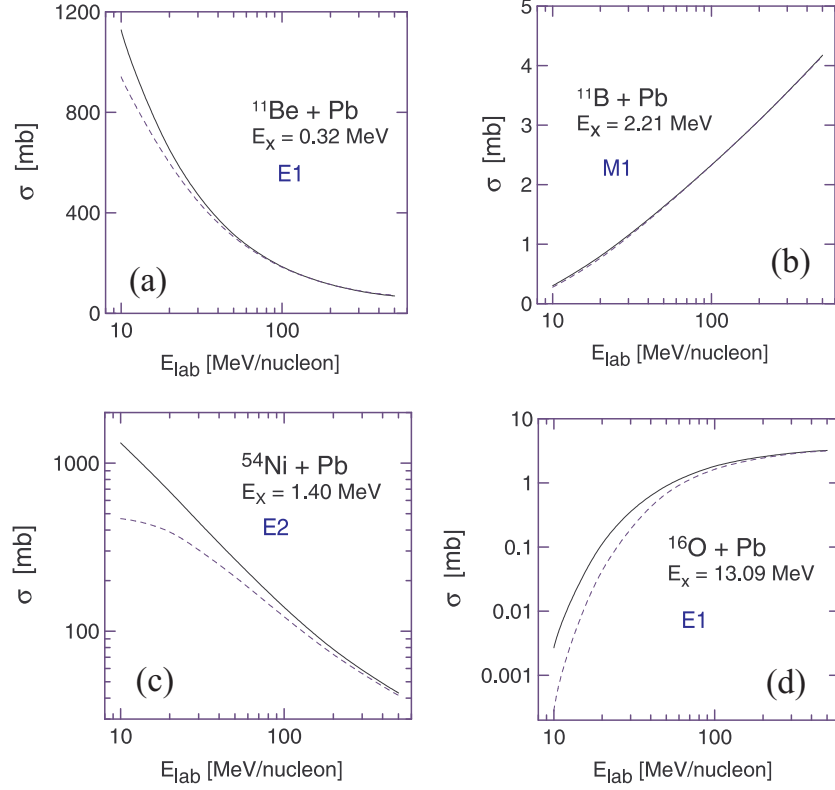 1200
800
400
0
σ [mb]
¹¹Be + Pb
Eₓ = 0.32 MeV
E1
(a)
10
100
E_lab [MeV/nucleon]
5
4
3
2
1
0
σ [mb]
¹¹B + Pb
Eₓ = 2.21 MeV
M1
(b)
10
100
E_lab [MeV/nucleon]
1000
100
σ [mb]
⁵⁴Ni + Pb
Eₓ = 1.40 MeV
E2
(c)
10
100
E_lab [MeV/nucleon]
10
1
0.1
0.01
0.001
σ [mb]
¹⁶O + Pb
Eₓ = 13.09 MeV
E1
(d)
10
100
E_lab [MeV/nucleon]